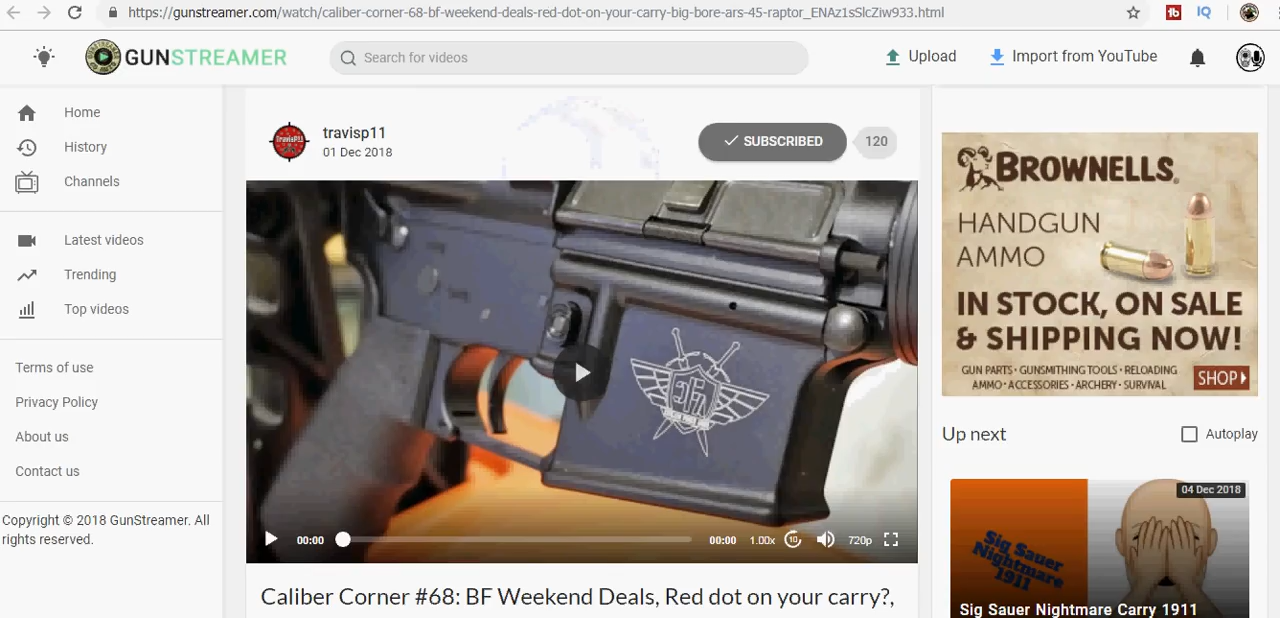 https://gunstreamer.com/watch/caliber-corner-68-bf-weekend-deals-red-dot-on-your-carry-big-bore-ars-45-raptor_ENAz1sSlcZiw933.html
tb
IQ
GUNSTREAMER
Search for videos
Upload
Import from YouTube
Home
History
Channels
Latest videos
Trending
Top videos
Terms of use
Privacy Policy
About us
Contact us
Copyright © 2018 GunStreamer. All
rights reserved.
TravisP11
travisp11
01 Dec 2018
SUBSCRIBED
120
00:00
00:00
1.00x
10
720p
Caliber Corner #68: BF Weekend Deals, Red dot on your carry?,
BROWNELLS®
HANDGUN
AMMO
IN STOCK, ON SALE
& SHIPPING NOW!
GUN PARTS · GUNSMITHING TOOLS · RELOADING
AMMO · ACCESSORIES · ARCHERY · SURVIVAL
SHOP
Up next
Autoplay
04 Dec 2018
Sig Sauer
Nightmare
1911
Sig Sauer Nightmare Carry 1911